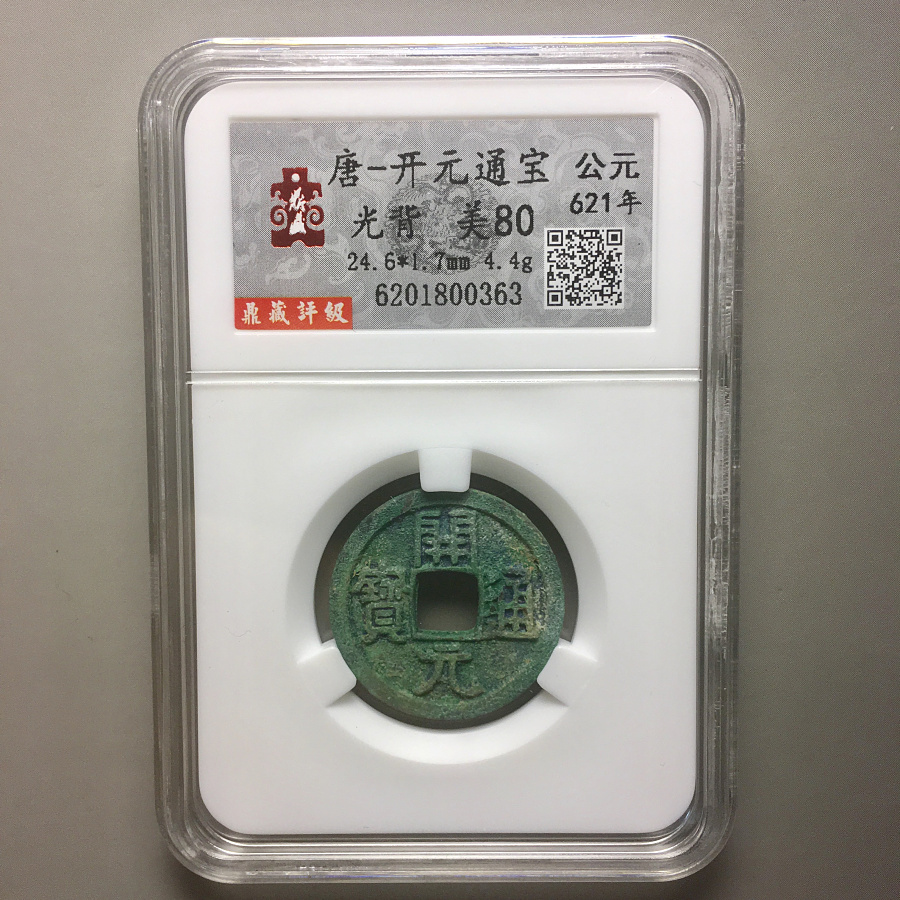 唐-开元通宝 公元
621年
光背 美80
24.6*1.7mm 4.4g
6201800363
鼎藏評級
開
寶 通
元